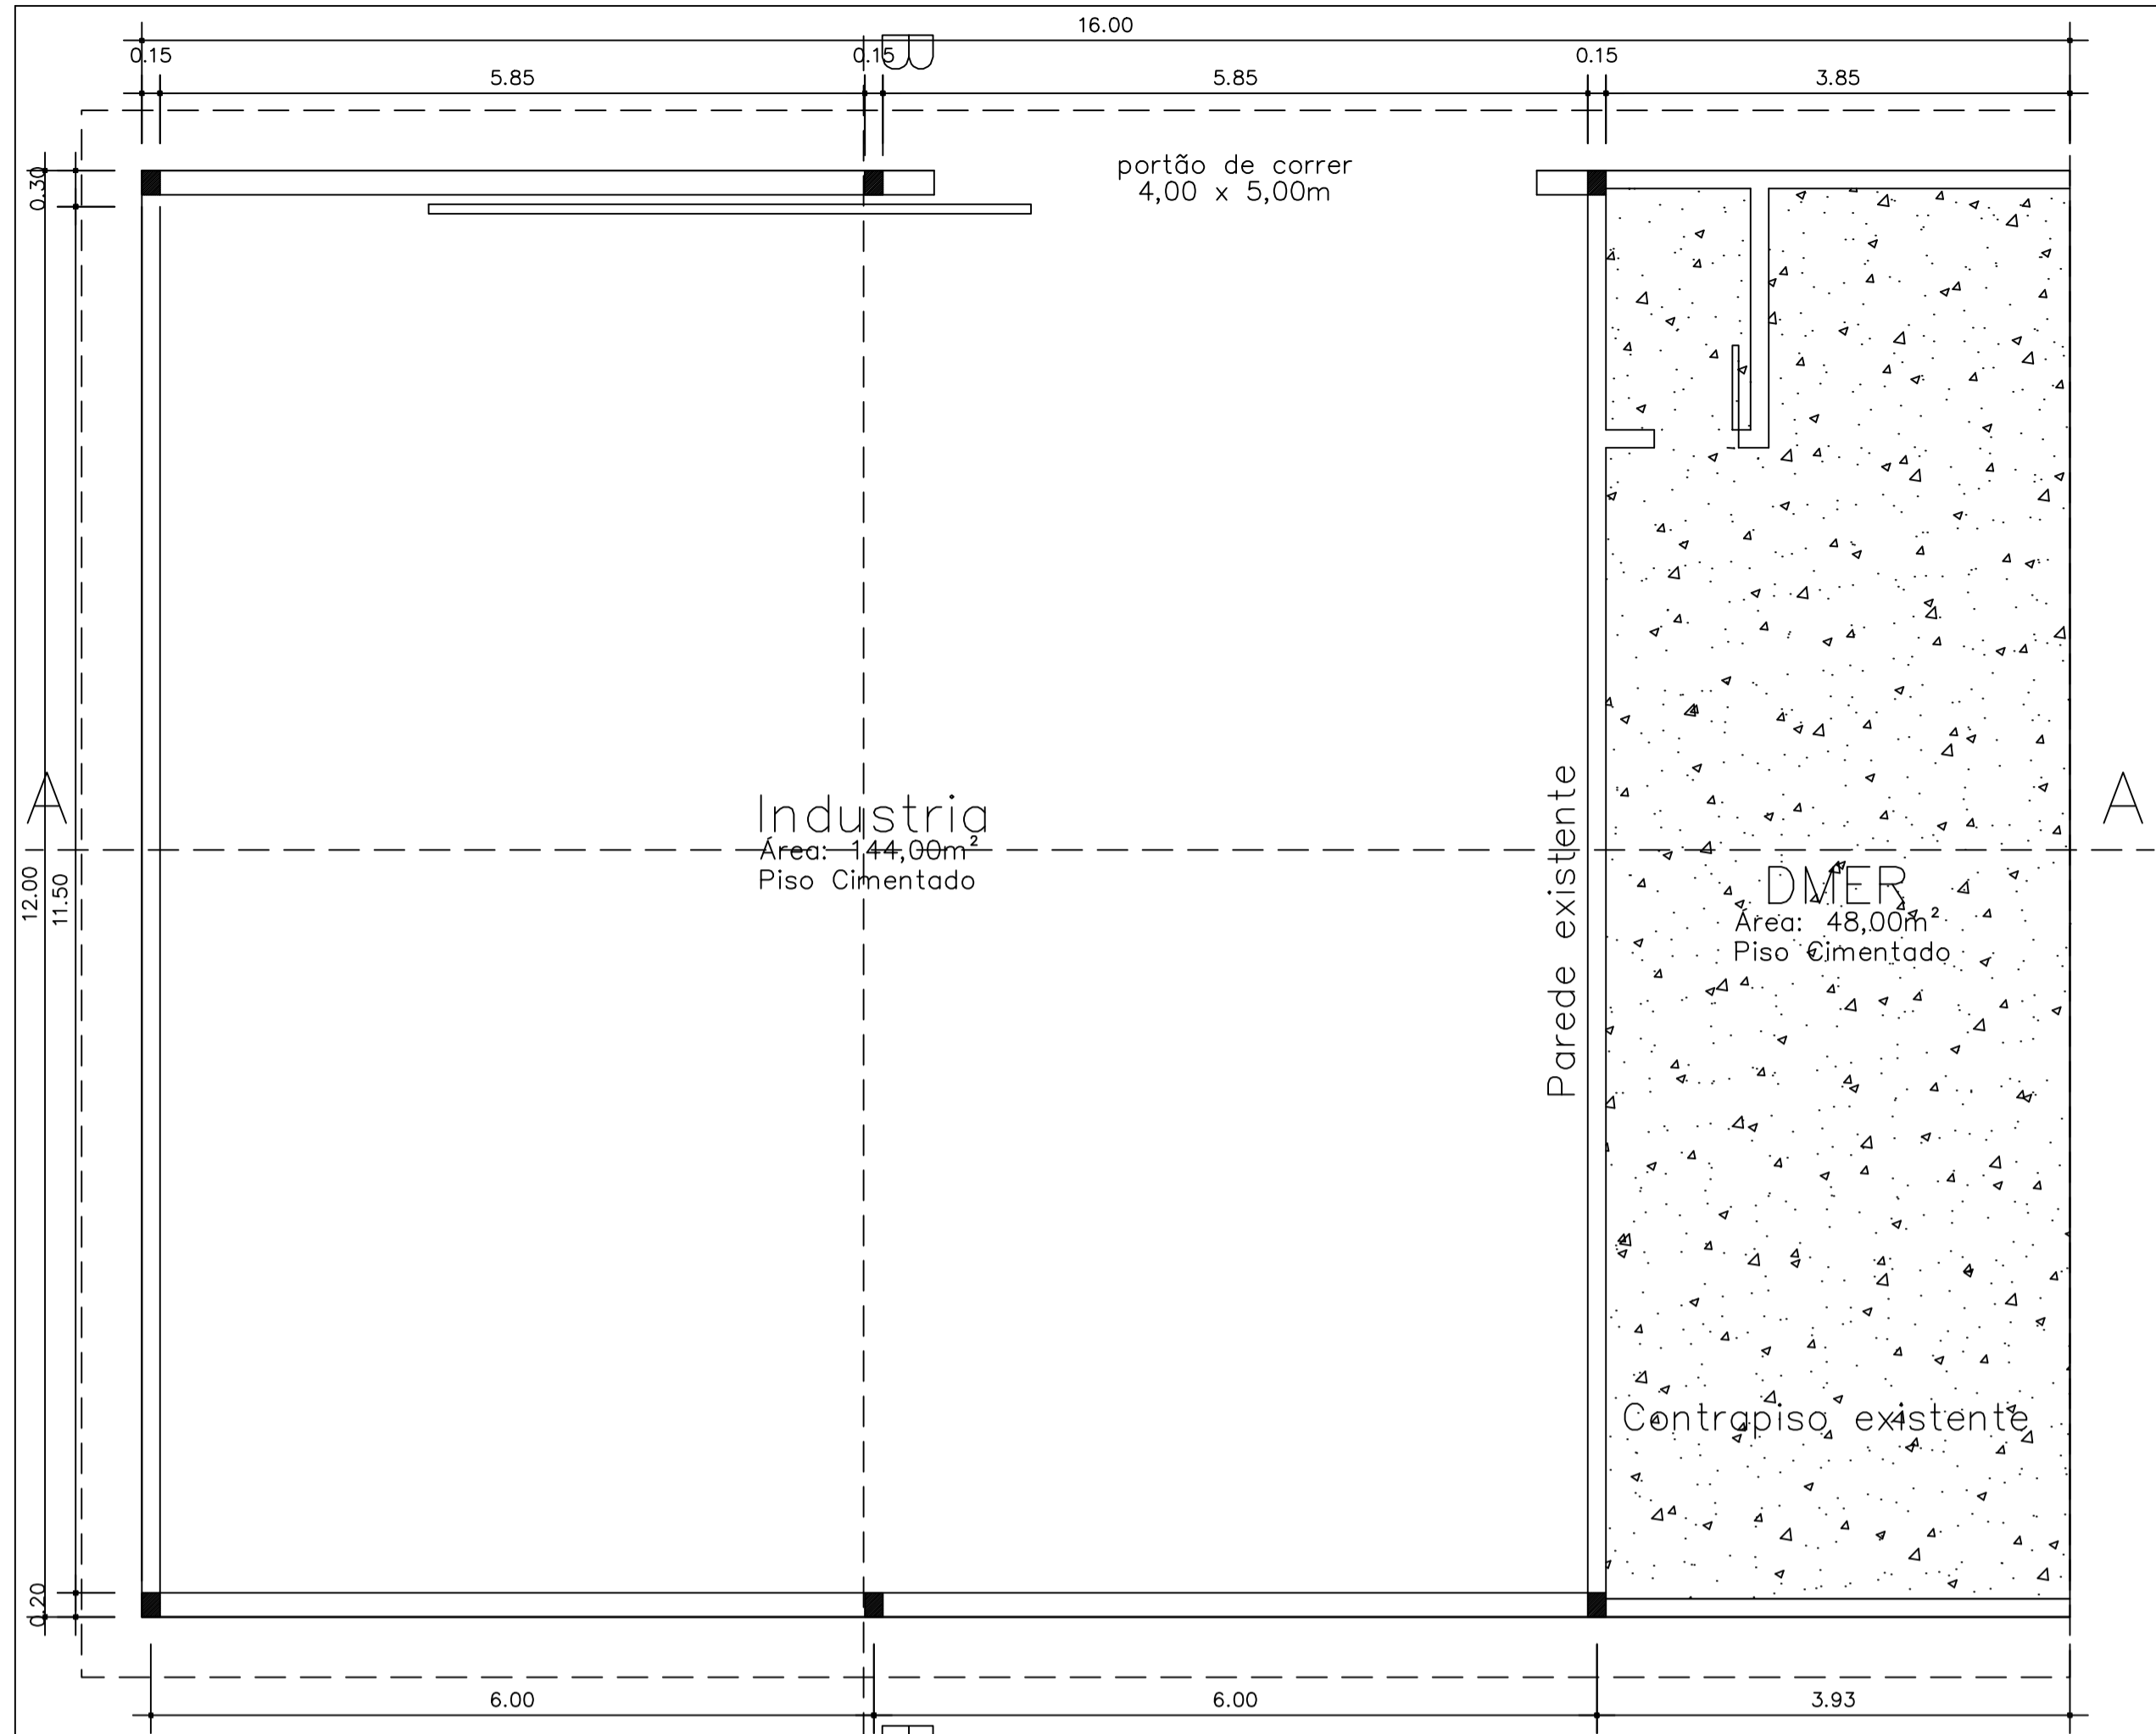 16.00
0.15
0.15
B
0.15
5.85
5.85
3.85
portão de correr
4,00 x 5,00m
0.30
A
A
12.00
11.50
Industria
Área: 144,00m²
Piso Cimentado
Parede existente
DMER
Área: 48,00m²
Piso Cimentado
Contrapiso existente
0.20
6.00
6.00
3.93